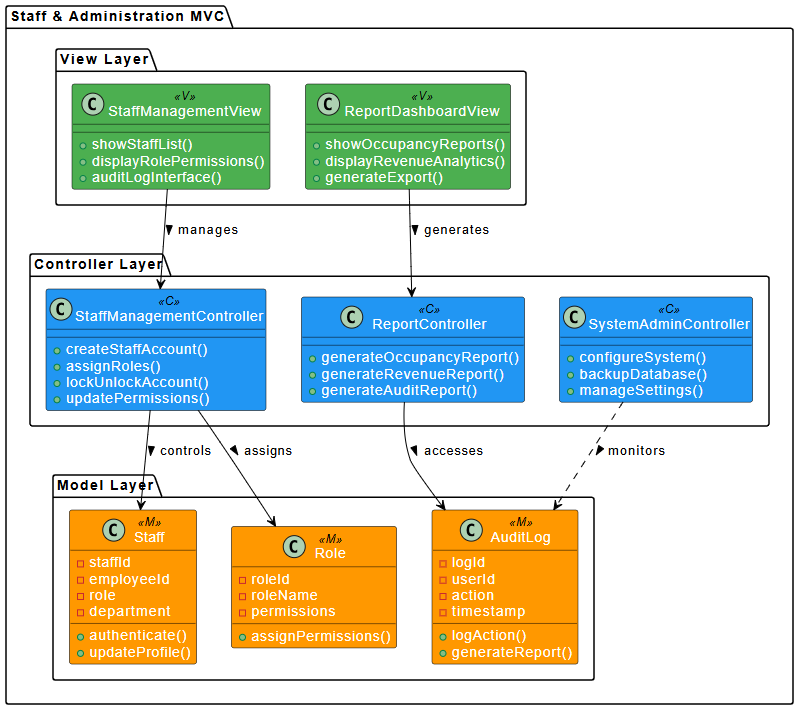 Staff & Administration MVC
View Layer
«V»
C StaffManagementView
showStaffList()
displayRolePermissions()
auditLogInterface()
«V»
C ReportDashboardView
showOccupancyReports()
displayRevenueAnalytics()
generateExport()
manages
generates
Controller Layer
«C»
C StaffManagementController
createStaffAccount()
assignRoles()
lockUnlockAccount()
updatePermissions()
«C»
C ReportController
generateOccupancyReport()
generateRevenueReport()
generateAuditReport()
«C»
C SystemAdminController
configureSystem()
backupDatabase()
manageSettings()
controls
assigns
accesses
monitors
Model Layer
«M»
C Staff
staffId
employeeId
role
department
authenticate()
updateProfile()
«M»
C Role
roleId
roleName
permissions
assignPermissions()
«M»
C AuditLog
logId
userId
action
timestamp
logAction()
generateReport()